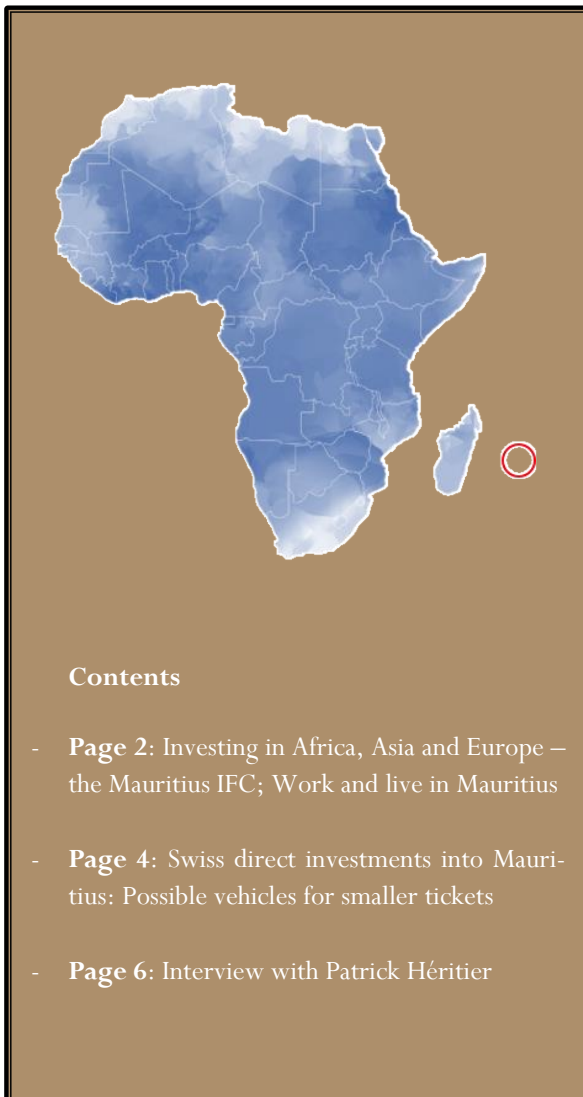 Contents
- Page 2: Investing in Africa, Asia and Europe –
the Mauritius IFC; Work and live in Mauritius
- Page 4: Swiss direct investments into Mauri-
tius: Possible vehicles for smaller tickets
- Page 6: Interview with Patrick Héritier